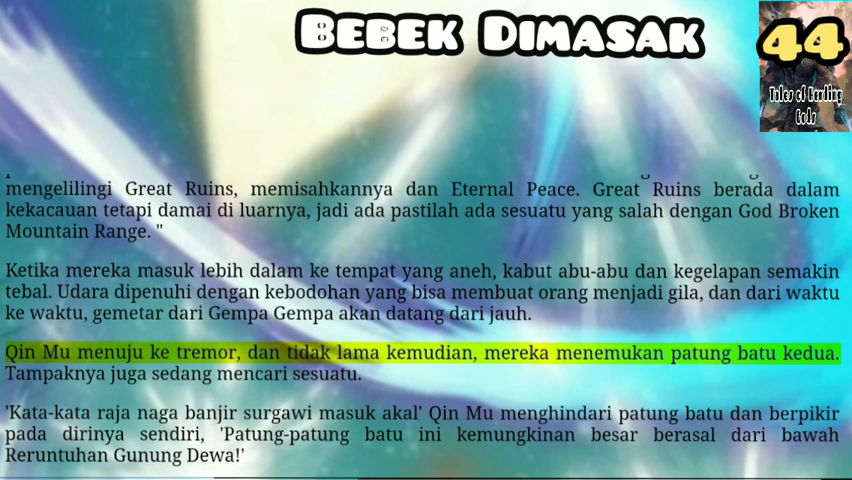 BEBEK DIMASAK
44
Tales of Herding
Gods
mengelilingi Great Ruins, memisahkannya dan Eternal Peace. Great Ruins berada dalam
kekacauan tetapi damai di luarnya, jadi ada pastilah ada sesuatu yang salah dengan God Broken
Mountain Range. "
Ketika mereka masuk lebih dalam ke tempat yang aneh, kabut abu-abu dan kegelapan semakin
tebal. Udara dipenuhi dengan kebodohan yang bisa membuat orang menjadi gila, dan dari waktu
ke waktu, gemetar dari Gempa Gempa akan datang dari jauh.
Qin Mu menuju ke tremor, dan tidak lama kemudian, mereka menemukan patung batu kedua.
Tampaknya juga sedang mencari sesuatu.
'Kata-kata raja naga banjir surgawi masuk akal' Qin Mu menghindari patung batu dan berpikir
pada dirinya sendiri, 'Patung-patung batu ini kemungkinan besar berasal dari bawah
Reruntuhan Gunung Dewa!'